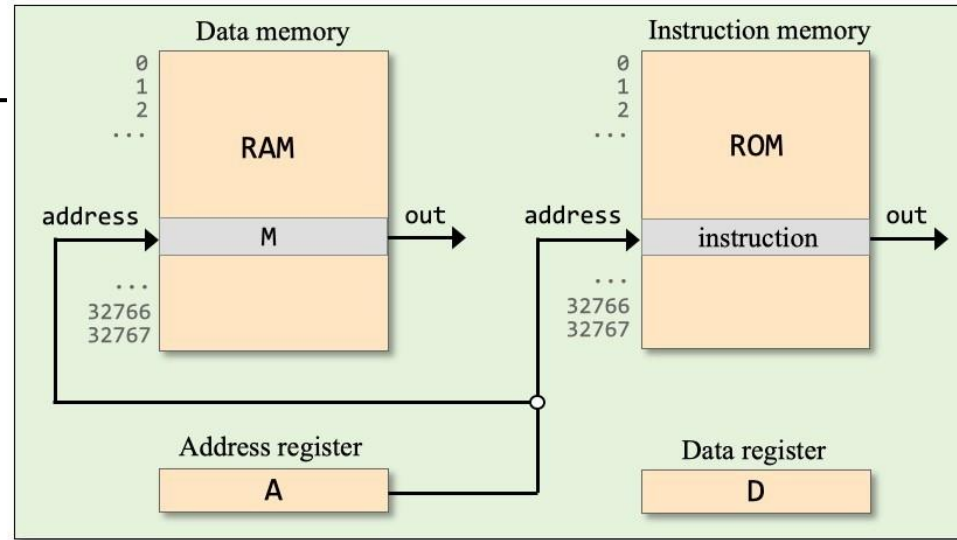 Data memory
0
1
2
...
RAM
address
M
out
...
32766
32767
Instruction memory
0
1
2
...
ROM
address
instruction
out
...
32766
32767
Address register
A
Data register
D